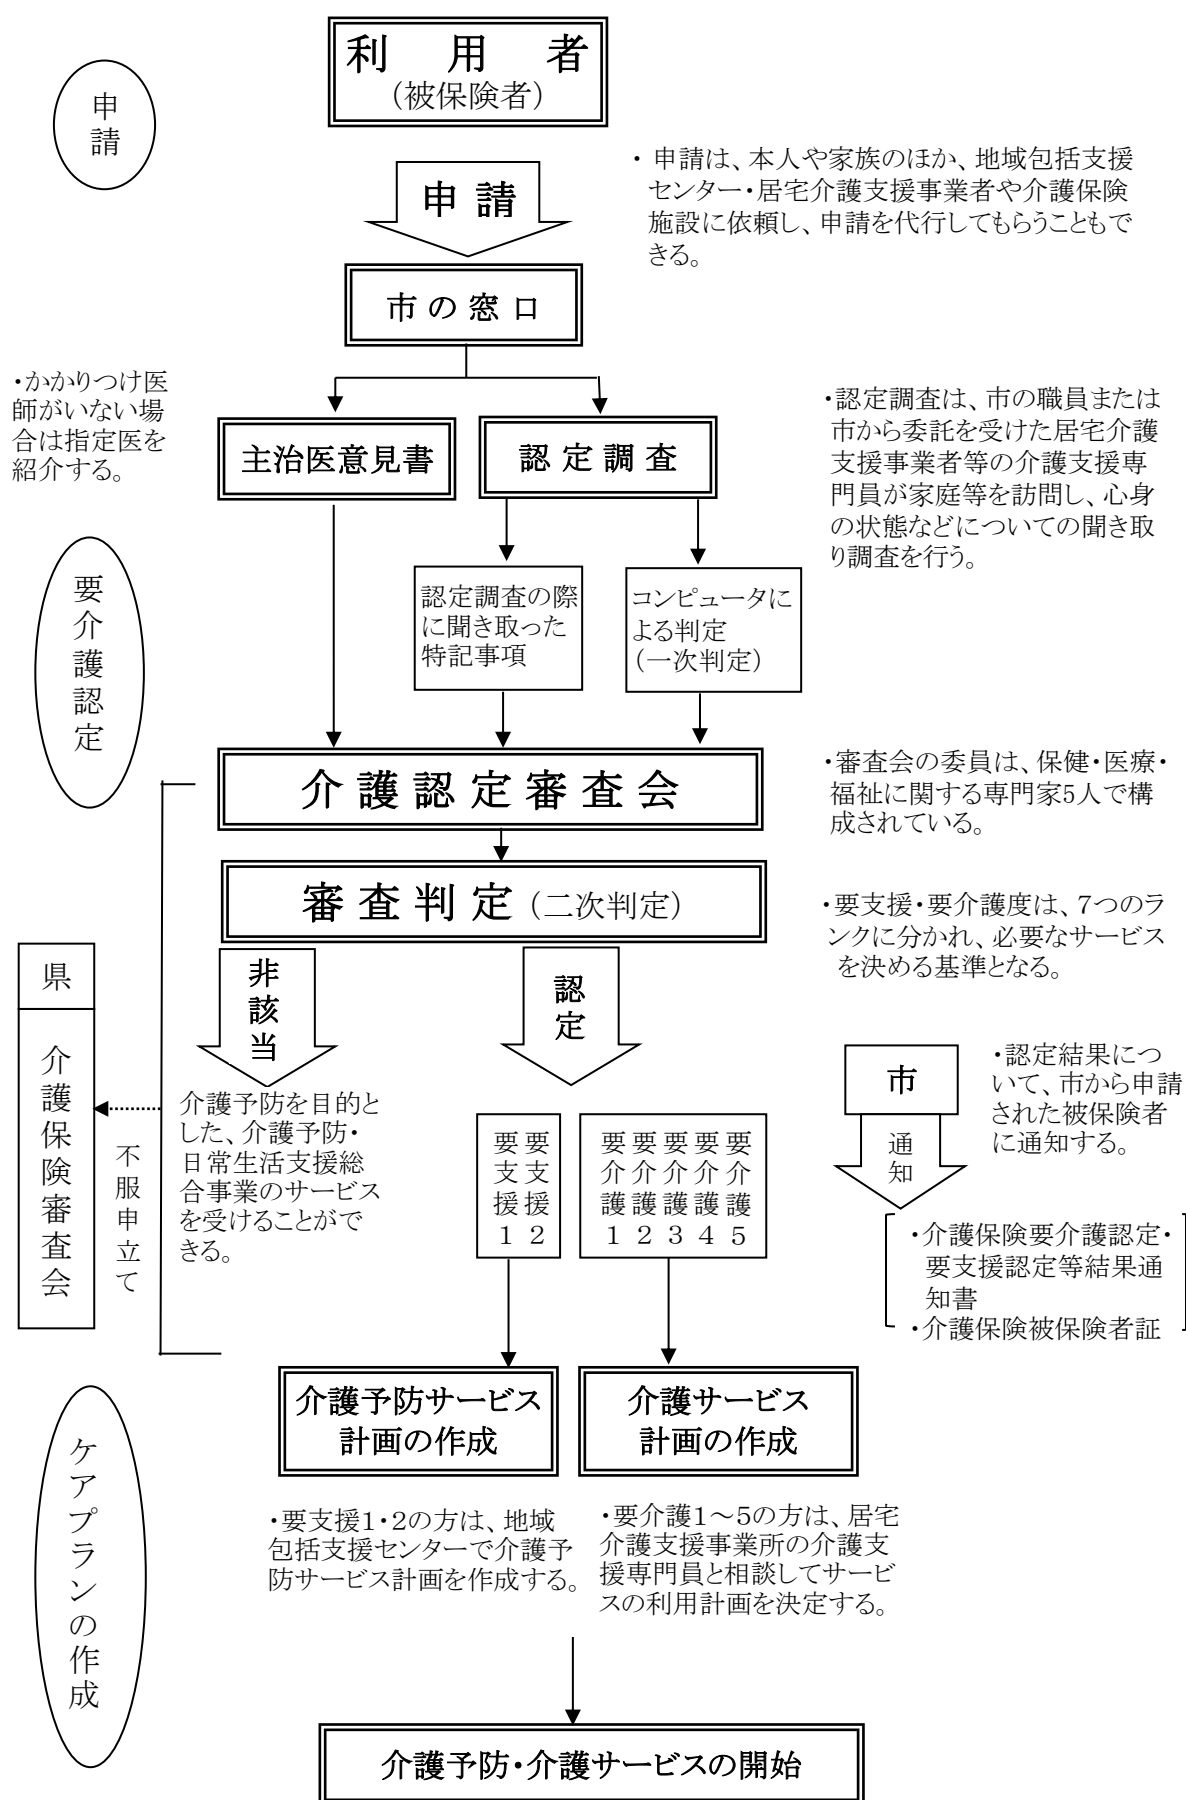 利用者
（被保険者）
申請
申請
・ 申請は、本人や家族のほか、地域包括支援
センター・居宅介護支援事業者や介護保険
施設に依頼し、申請を代行してもらうこともで
きる。
市の窓口
・かかりつけ医
師がいない場
合は指定医を
紹介する。
主治医意見書
認定調査
・認定調査は、市の職員または
市から委託を受けた居宅介護
支援事業者等の介護支援専
門員が家庭等を訪問し、心身
の状態などについての聞き取
り調査を行う。
要介護認定
認定調査の際
に聞き取った
特記事項
コンピュータに
よる判定
（一次判定）
介護認定審査会
・審査会の委員は、保健・医療・
福祉に関する専門家5人で構
成されている。
審査判定（二次判定）
・要支援・要介護度は、7つのラ
ンクに分かれ、必要なサービス
を決める基準となる。
県
介護保険審査会
不服申立て
非該当
認定
介護予防を目的と
した、介護予防・
日常生活支援総
合事業のサービス
を受けることがで
きる。
要支援1
要支援2
要介護1
要介護2
要介護3
要介護4
要介護5
市
通知
・認定結果につ
いて、市から申請
された被保険者
に通知する。
・介護保険要介護認定・
要支援認定等結果通
知書
・介護保険被保険者証
ケアプランの作成
介護予防サービス
計画の作成
介護サービス
計画の作成
・要支援1・2の方は、地域
包括支援センターで介護予
防サービス計画を作成する。
・要介護1～5の方は、居宅
介護支援事業所の介護支
援専門員と相談してサービ
スの利用計画を決定する。
介護予防・介護サービスの開始